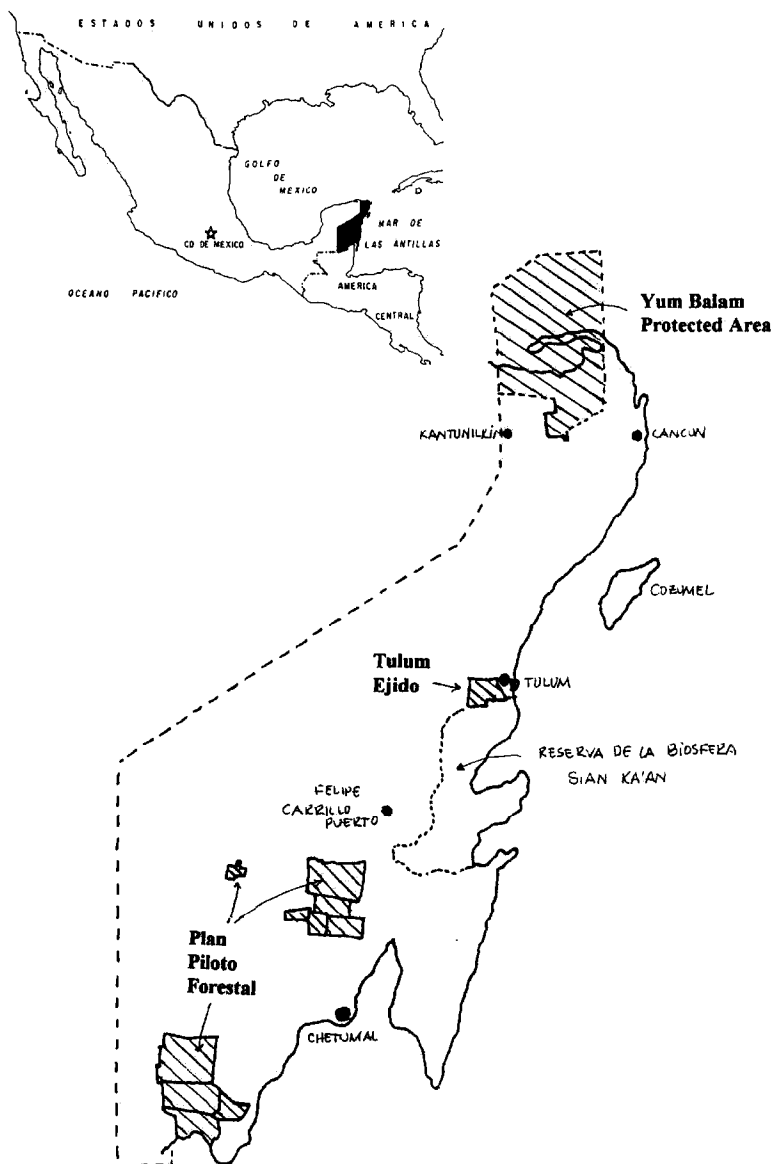 ESTADOS UNIDOS DE AMERICA
GOLFO
DE
MEXICO
MAR DE
LAS ANTILLAS
CD DE MEXICO
OCEANO PACIFICO
AMERICA
CENTRAL
Yum Balam
Protected Area
KANTUNILKIN
CANCUN
COZUMEL
Tulum
Ejido
TULUM
RESERVA DE LA BIOSFERA
SIAN KA'AN
FELIPE
CARRILLO
PUERTO
Plan
Piloto
Forestal
CHETUMAL